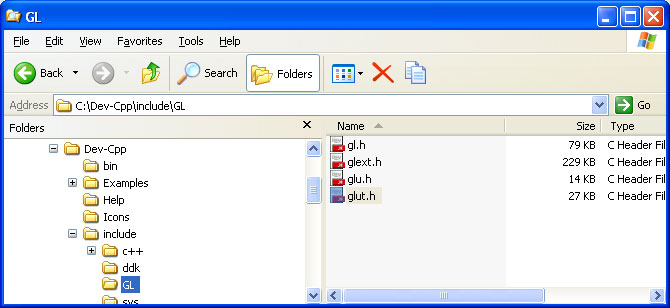 GL
File Edit View Favorites Tools Help
Back Search Folders
Address C:\Dev-Cpp\include\GL Go
Folders
Name Size Type
Dev-Cpp
bin
Examples
Help
Icons
include
c++
ddk
GL
sys
gl.h 79 KB C Header Fil
glext.h 229 KB C Header Fil
glu.h 14 KB C Header Fil
glut.h 27 KB C Header Fil